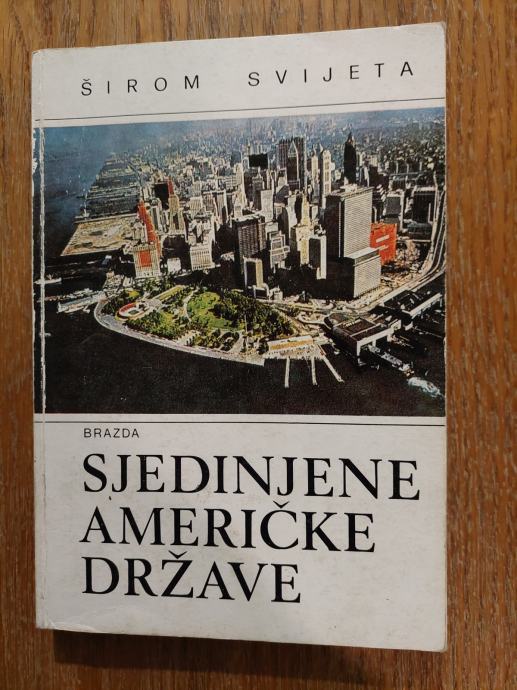 ŠIROM SVIJETA
BRAZDA
SJEDINJENE
AMERIČKE
DRŽAVE